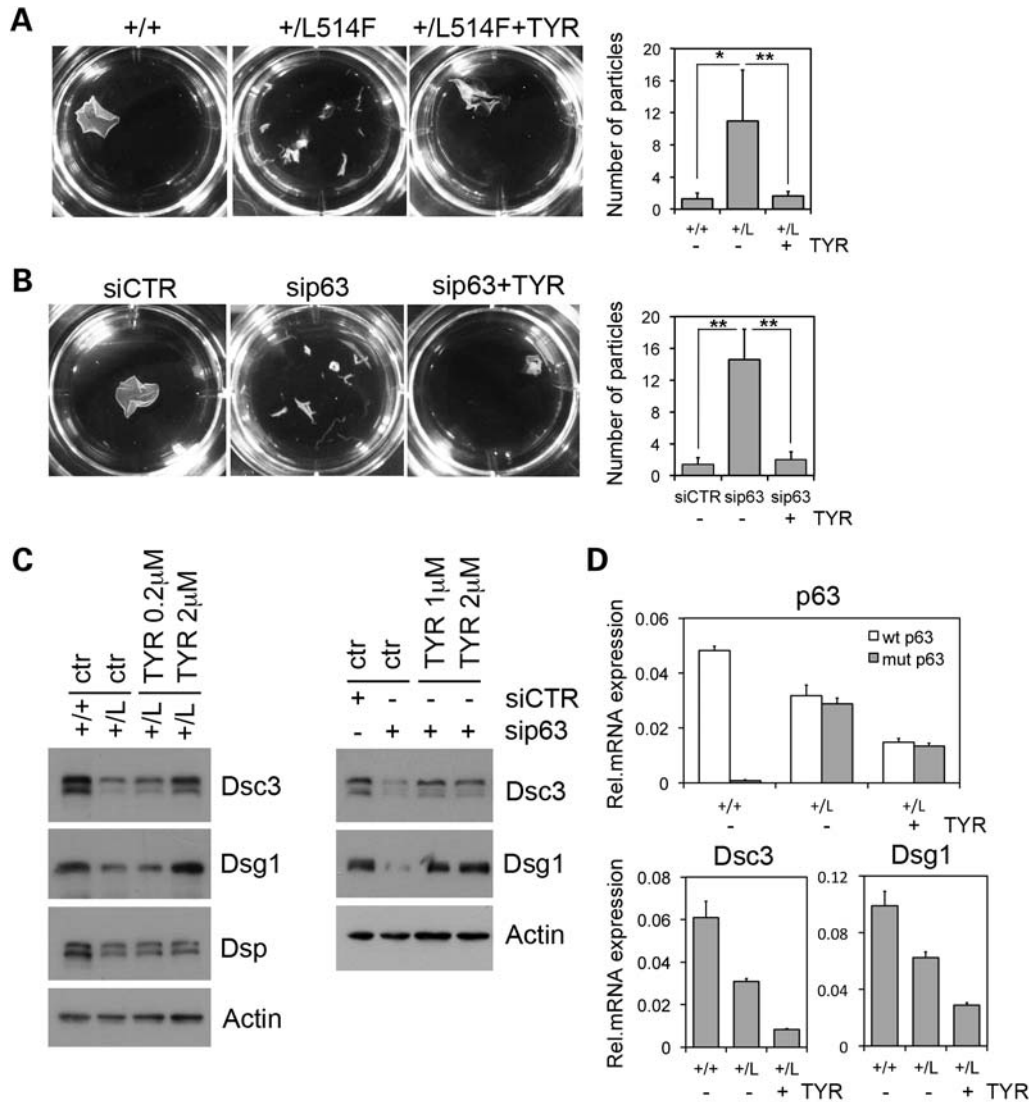 A
+/+ +/L514F +/L514F+TYR
Number of particles
20
16
12
8
4
0
* **
+/+ +/L +/L
- - + TYR
B
siCTR sip63 sip63+TYR
Number of particles
20
16
12
8
4
0
** **
siCTR sip63 sip63
- - + TYR
C
ctr ctr TYR 0.2µM TYR 2µM
+/+ +/L +/L +/L
Dsc3
Dsg1
Dsp
Actin
ctr ctr TYR 1µM TYR 2µM
+ - - - siCTR
- + + + sip63
Dsc3
Dsg1
Actin
D
p63
Rel.mRNA expression
0.06
0.04
0.02
0
wt p63
mut p63
+/+ +/L +/L
- - + TYR
Dsc3
Rel.mRNA expression
0.08
0.06
0.04
0.02
0
+/+ +/L +/L
- - + TYR
Dsg1
Rel.mRNA expression
0.12
0.08
0.04
0
+/+ +/L +/L
- - + TYR